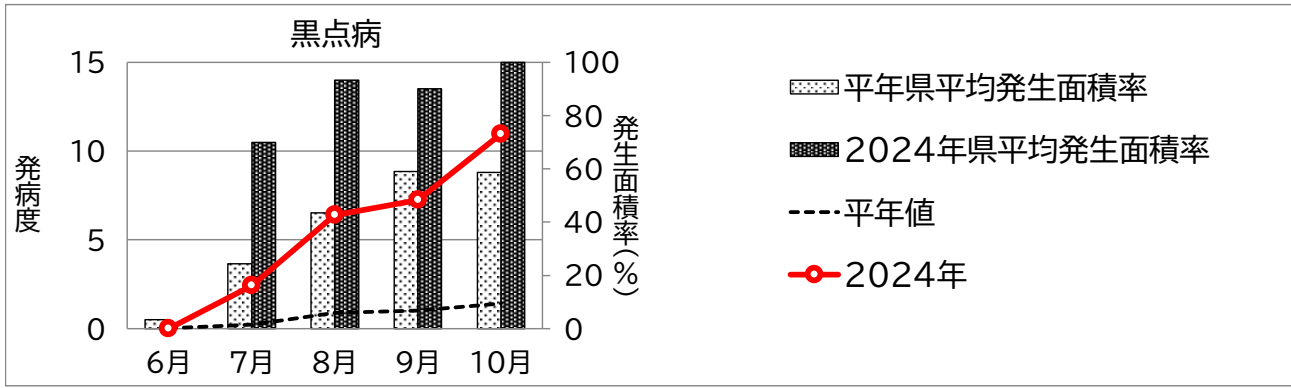 黒点病
発病度
15
10
5
0
100
80
60
40
20
0
発生面積率(%)
6月 7月 8月 9月 10月
平年県平均発生面積率
2024年県平均発生面積率
平年値
2024年